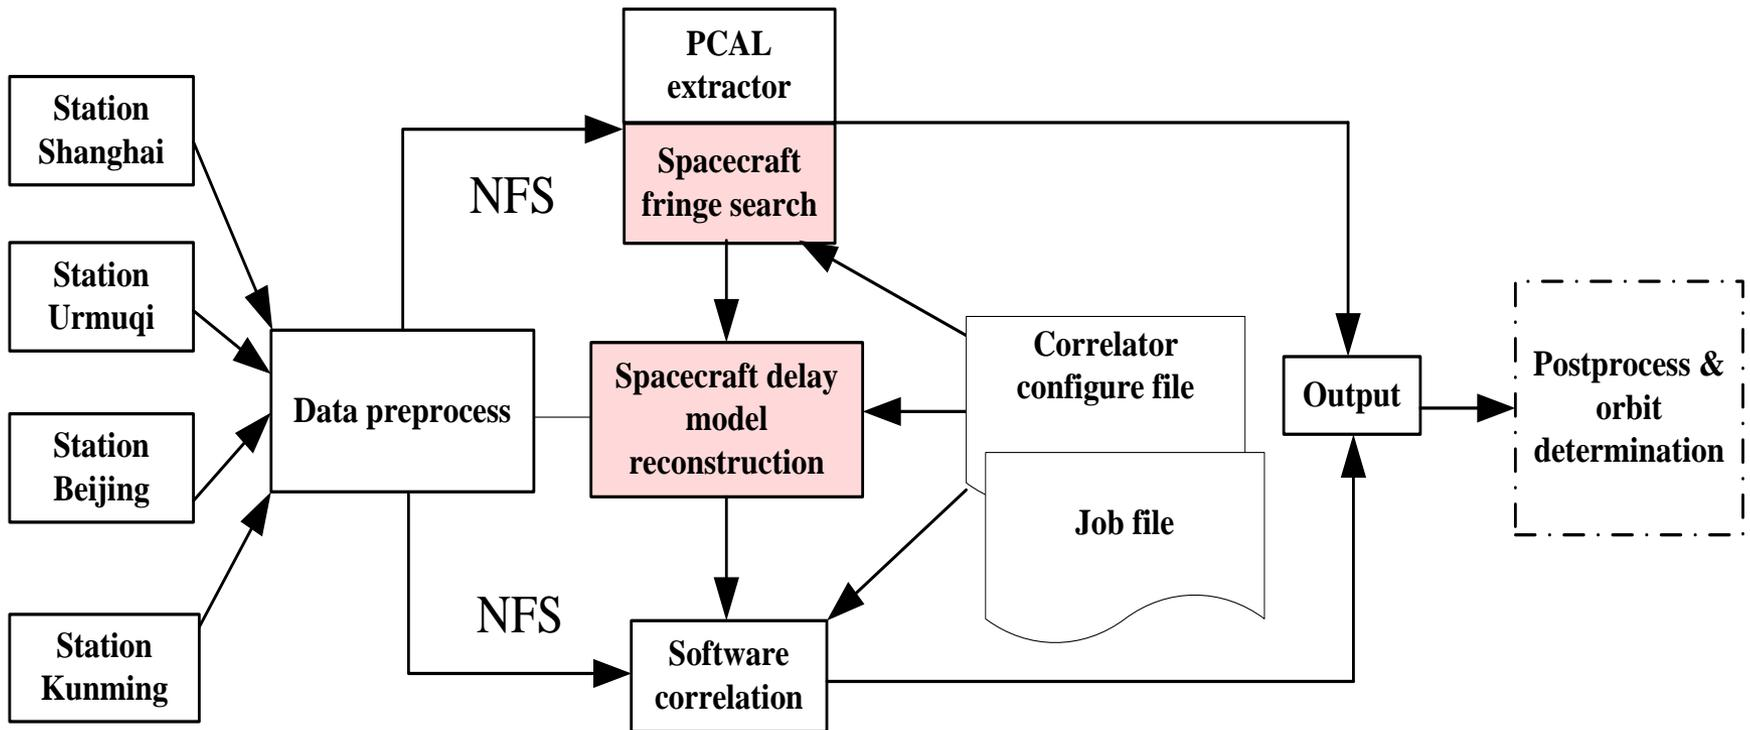 Station
Shanghai
Station
Urmuqi
Station
Beijing
Station
Kunming
Data preprocess
NFS
NFS
PCAL
extractor
Spacecraft
fringe search
Spacecraft delay
model
reconstruction
Software
correlation
Correlator
configure file
Job file
Output
Postprocess &
orbit
determination